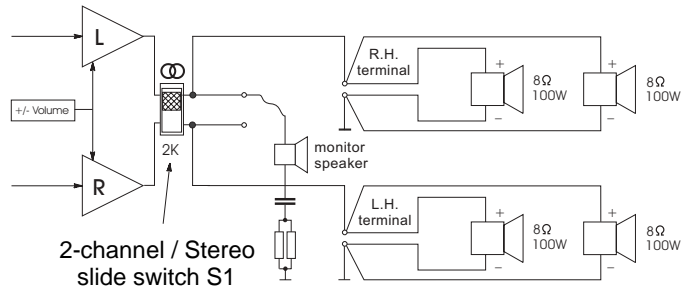 L
+/- Volume
R
2K
2-channel / Stereo
slide switch S1
monitor
speaker
R.H.
terminal
+
−
8Ω
100W
+
−
8Ω
100W
L.H.
terminal
+
−
8Ω
100W
+
−
8Ω
100W